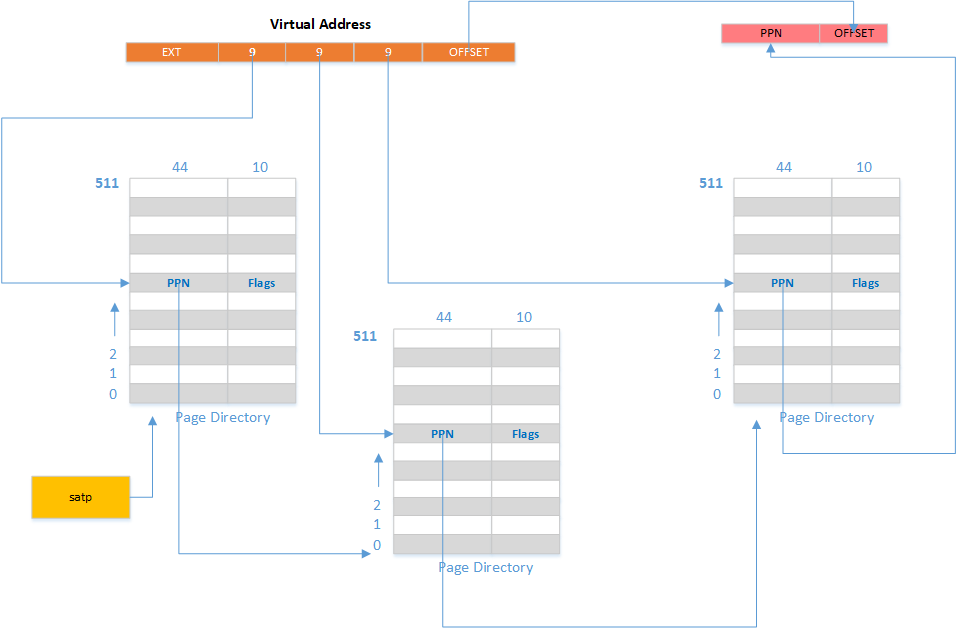 Virtual Address
EXT 9 9 9 OFFSET
PPN OFFSET
44 10
511
PPN Flags
2
1
0
Page Directory
satp
44 10
511
PPN Flags
2
1
0
Page Directory
44 10
511
PPN Flags
2
1
0
Page Directory